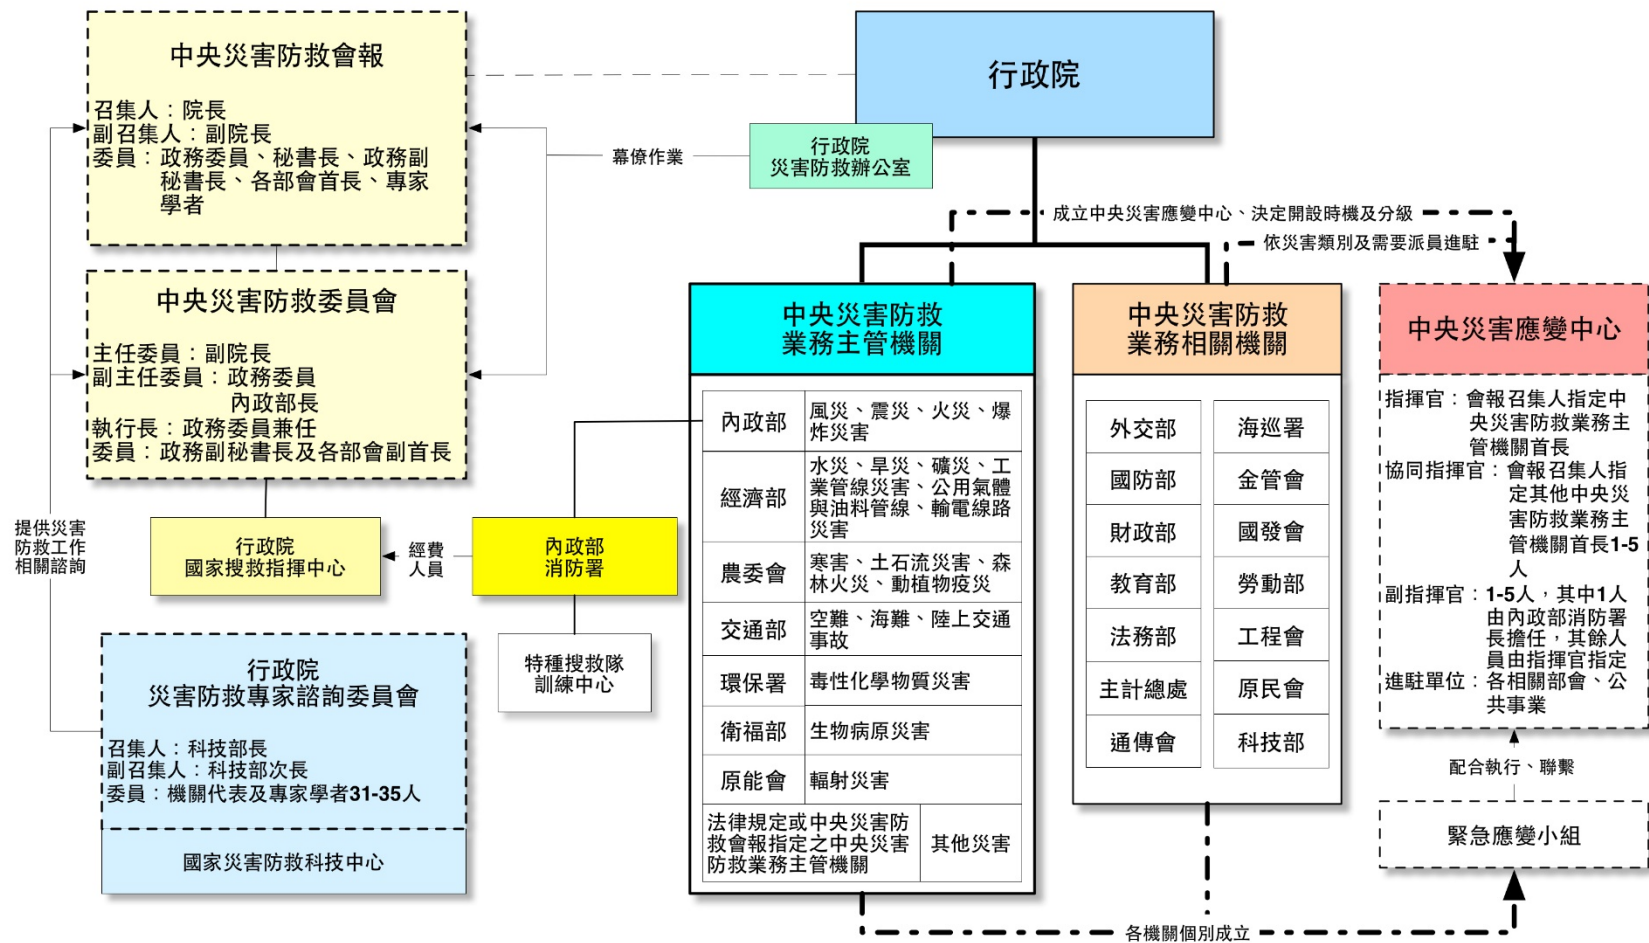 中央災害防救會報
召集人：院長
副召集人：副院長
委員：政務委員、秘書長、政務副
秘書長、各部會首長、專家
學者
行政院
行政院
災害防救辦公室
幕僚作業
成立中央災害應變中心、決定開設時機及分級
依災害類別及需要派員進駐
中央災害防救委員會
主任委員：副院長
副主任委員：政務委員
內政部長
執行長：政務委員兼任
委員：政務副秘書長及各部會副首長
提供災害
防救工作
相關諮詢
行政院
國家搜救指揮中心
經費
人員
內政部
消防署
特種搜救隊
訓練中心
行政院
災害防救專家諮詢委員會
召集人：科技部長
副召集人：科技部次長
委員：機關代表及專家學者31-35人
國家災害防救科技中心
中央災害防救
業務主管機關
內政部
風災、震災、火災、爆
炸災害
經濟部
水災、旱災、礦災、工
業管線災害、公用氣體
與油料管線、輸電線路
災害
農委會
寒害、土石流災害、森
林火災、動植物疫災
交通部
空難、海難、陸上交通
事故
環保署
毒性化學物質災害
衛福部
生物病原災害
原能會
輻射災害
法律規定或中央災害防
救會報指定之中央災害
防救業務主管機關
其他災害
中央災害防救
業務相關機關
外交部
海巡署
國防部
金管會
財政部
國發會
教育部
勞動部
法務部
工程會
主計總處
原民會
通傳會
科技部
中央災害應變中心
指揮官：會報召集人指定中
央災害防救業務主
管機關首長
協同指揮官：會報召集人指
定其他中央災
害防救業務主
管機關首長1-5
人
副指揮官：1-5人，其中1人
由內政部消防署
長擔任，其餘人
員由指揮官指定
進駐單位：各相關部會、公
共事業
配合執行、聯繫
緊急應變小組
各機關個別成立